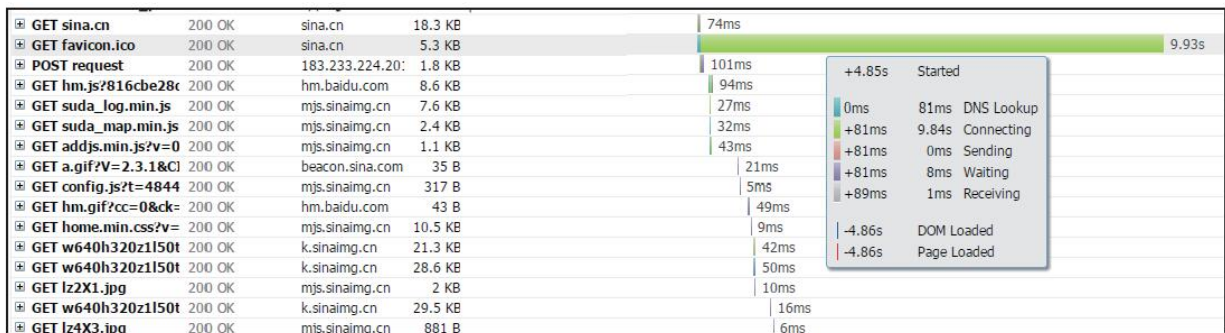 GET sina.cn 200 OK sina.cn 18.3 KB 74ms
GET favicon.ico 200 OK sina.cn 5.3 KB 9.93s
POST request 200 OK 183.233.224.201 1.8 KB 101ms
GET hm.js?816cbe28c 200 OK hm.baidu.com 8.6 KB 94ms
GET suda_log.min.js 200 OK mjs.sinaimg.cn 7.6 KB 27ms
GET suda_map.min.js 200 OK mjs.sinaimg.cn 2.4 KB 32ms
GET addjs.min.js?v=0 200 OK mjs.sinaimg.cn 1.1 KB 43ms
GET a.gif?V=2.3.1&CI 200 OK beacon.sina.com 35 B 21ms
GET config.js?t=4844 200 OK mjs.sinaimg.cn 317 B 5ms
GET hm.gif?cc=0&ck= 200 OK hm.baidu.com 43 B 49ms
GET home.min.css?v= 200 OK mjs.sinaimg.cn 10.5 KB 9ms
GET w640h320z1l50t 200 OK k.sinaimg.cn 21.3 KB 42ms
GET w640h320z1l50t 200 OK k.sinaimg.cn 28.6 KB 50ms
GET lz2X1.jpg 200 OK mjs.sinaimg.cn 2 KB 10ms
GET w640h320z1l50t 200 OK k.sinaimg.cn 29.5 KB 16ms
GET lz4X3.jpg 200 OK mjs.sinaimg.cn 881 B 6ms
+4.85s Started
0ms 81ms DNS Lookup
+81ms 9.84s Connecting
+81ms 0ms Sending
+81ms 8ms Waiting
+89ms 1ms Receiving
-4.86s DOM Loaded
-4.86s Page Loaded